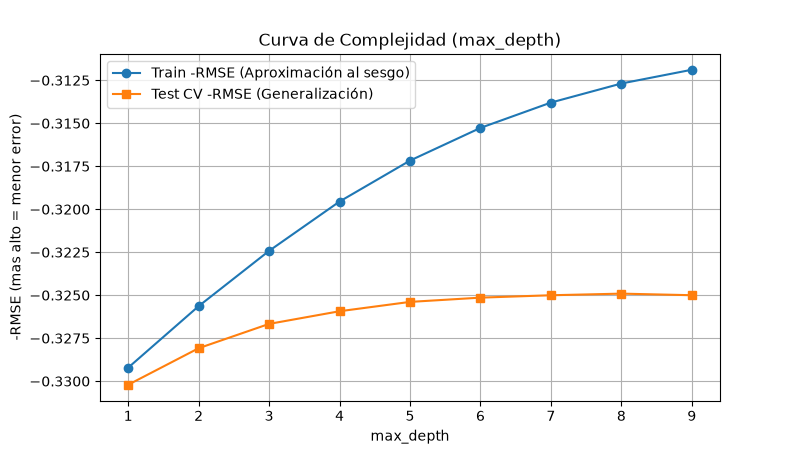 Curva de Complejidad (max_depth)
Train -RMSE (Aproximación al sesgo)
Test CV -RMSE (Generalización)
-RMSE (mas alto = menor error)
−0.3125
−0.3150
−0.3175
−0.3200
−0.3225
−0.3250
−0.3275
−0.3300
1 2 3 4 5 6 7 8 9
max_depth